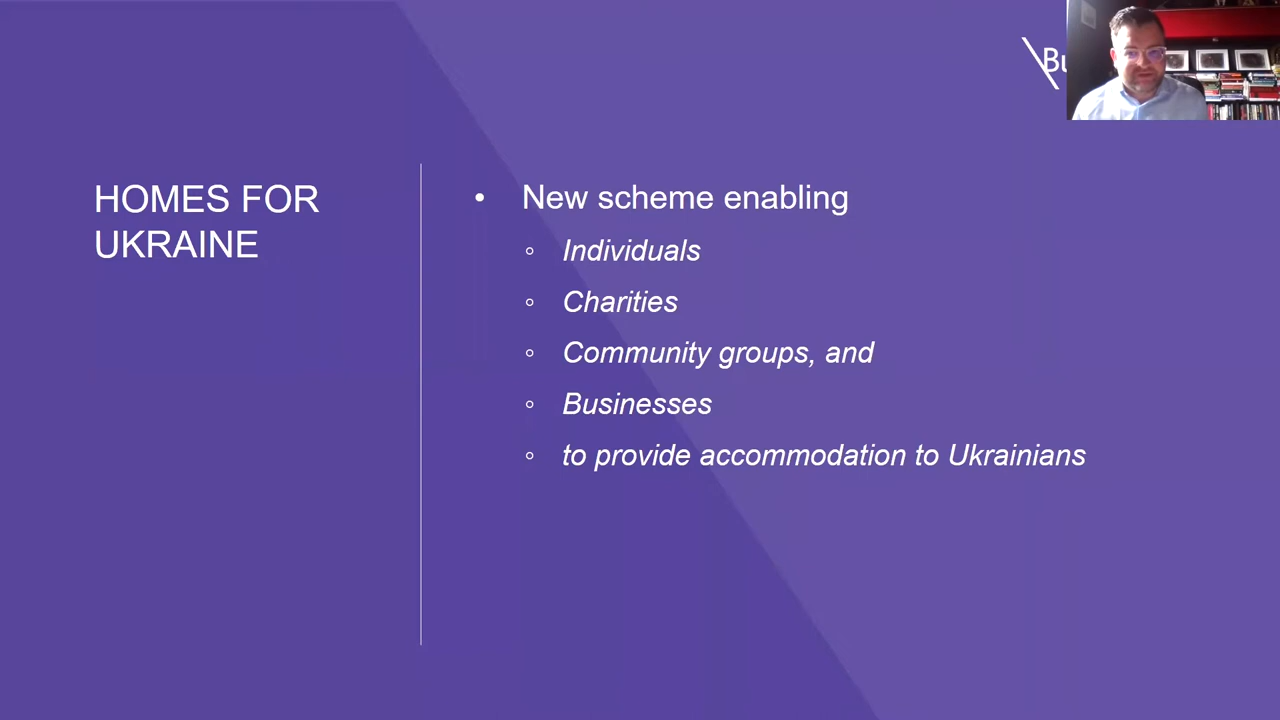 HOMES FOR
UKRAINE
• New scheme enabling
◦ Individuals
◦ Charities
◦ Community groups, and
◦ Businesses
◦ to provide accommodation to Ukrainians